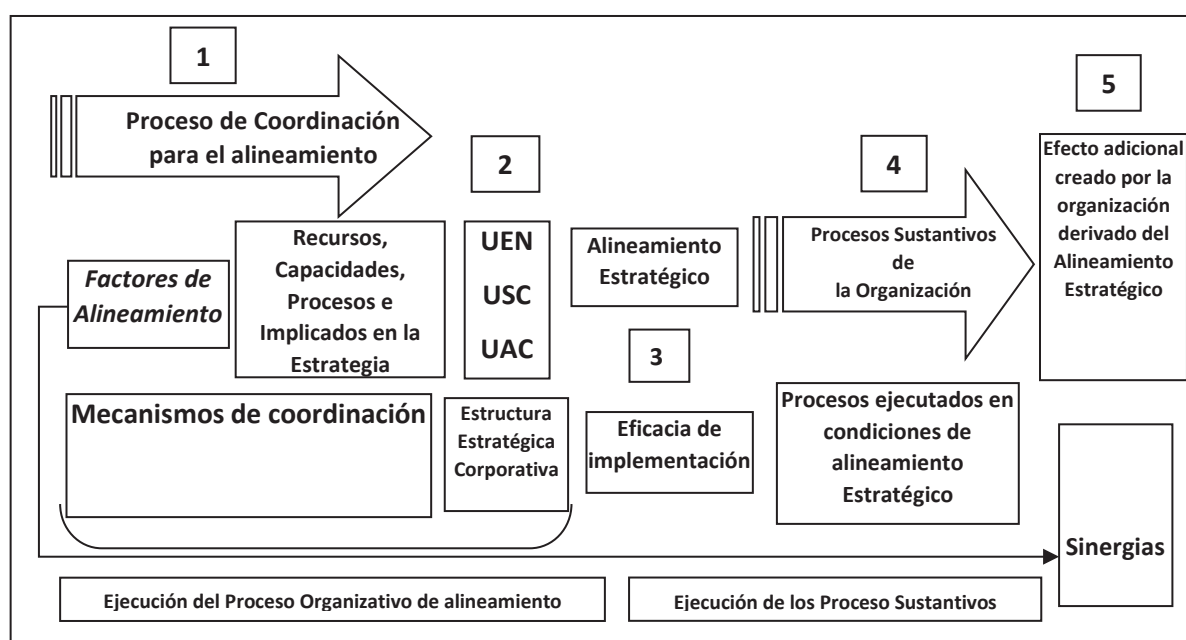 1
Proceso de Coordinación
para el alineamiento
2
4
5
Efecto adicional
creado por la
organización
derivado del
Alineamiento
Estratégico
Factores de
Alineamiento
Recursos,
Capacidades,
Procesos e
Implicados en la
Estrategia
UEN
USC
UAC
Alineamiento
Estratégico
3
Procesos Sustantivos
de
la Organización
Mecanismos de coordinación
Estructura
Estratégica
Corporativa
Eficacia de
implementación
Procesos ejecutados en
condiciones de
alineamiento
Estratégico
Sinergias
Ejecución del Proceso Organizativo de alineamiento
Ejecución de los Proceso Sustantivos